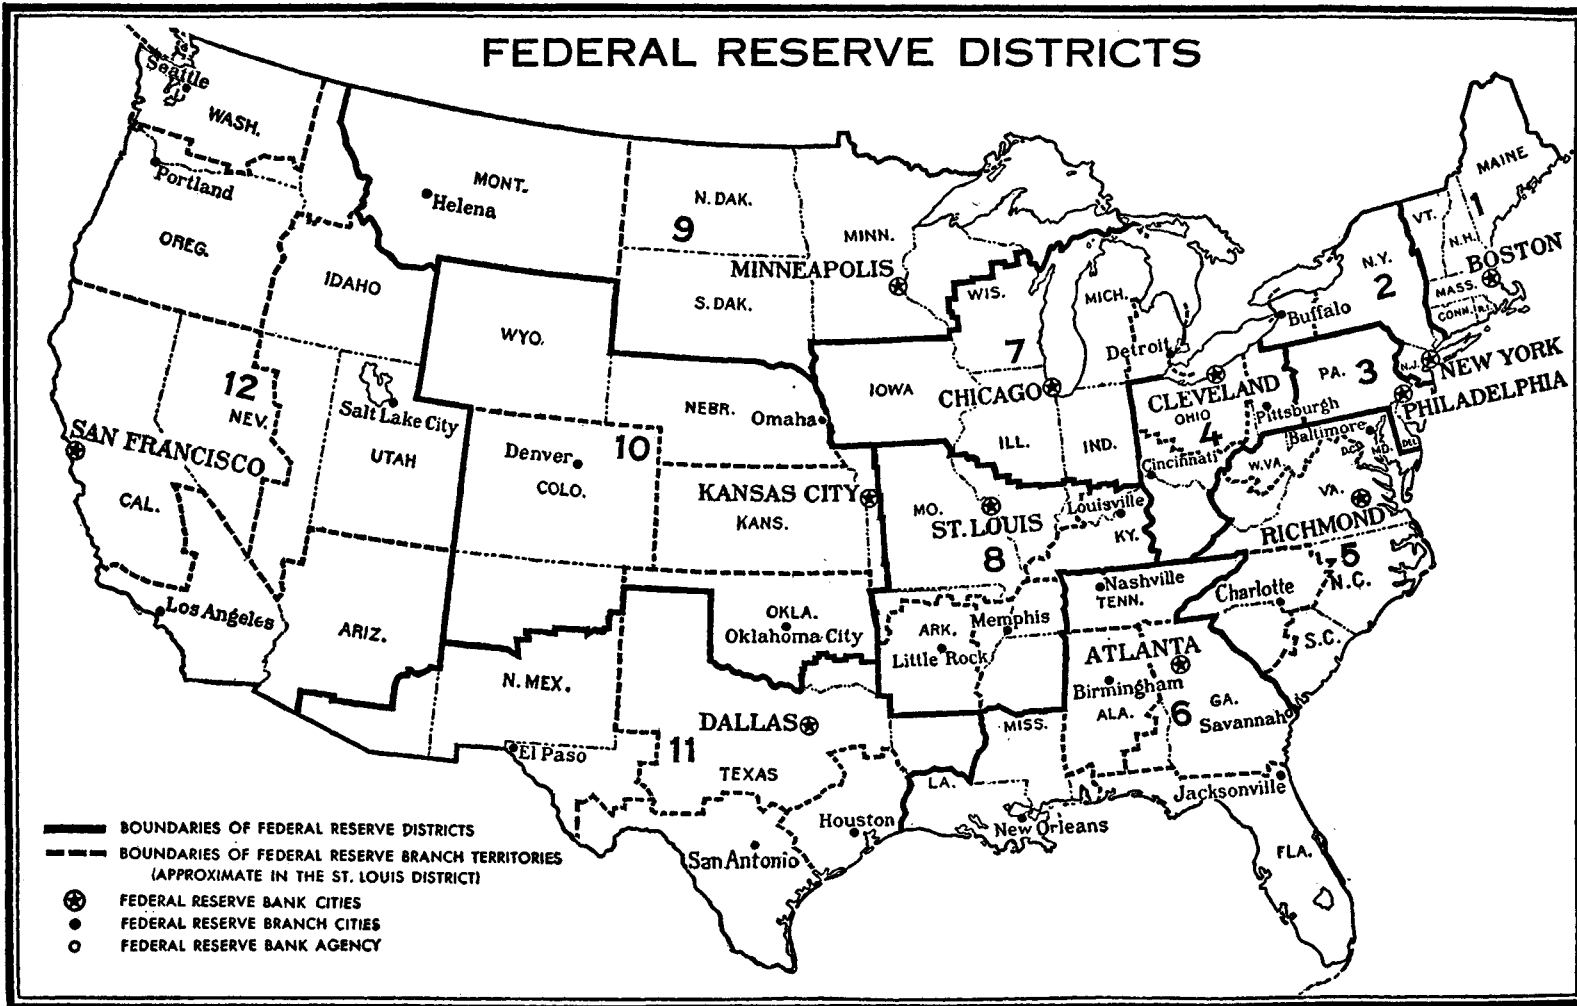 FEDERAL RESERVE DISTRICTS
Seattle
WASH.
Portland
OREG.
IDAHO
MONT.
Helena
N. DAK.
9
MINN.
MINNEAPOLIS
S. DAK.
WYO.
WIS.
MICH.
7
Detroit
CHICAGO
IOWA
ILL.
IND.
MAINE
VT.
1
N.H.
BOSTON
MASS.
CONN.
R.I.
N.Y.
2
Buffalo
NEW YORK
N.J.
PA.
3
PHILADELPHIA
CLEVELAND
OHIO
4
Pittsburgh
Cincinnati
Baltimore
D.C.
MD.
DEL.
W.VA.
VA.
RICHMOND
5
N.C.
Charlotte
S.C.
12
NEV.
SAN FRANCISCO
CAL.
Salt Lake City
UTAH
Los Angeles
ARIZ.
NEBR.
Omaha
10
Denver
COLO.
KANSAS CITY
KANS.
OKLA.
Oklahoma City
N. MEX.
MO.
ST. LOUIS
8
Louisville
KY.
Nashville
TENN.
Memphis
ARK.
Little Rock
ATLANTA
Birmingham
ALA.
6
GA.
Savannah
MISS.
Jacksonville
LA.
New Orleans
FLA.
DALLAS
11
El Paso
TEXAS
Houston
San Antonio
BOUNDARIES OF FEDERAL RESERVE DISTRICTS
BOUNDARIES OF FEDERAL RESERVE BRANCH TERRITORIES
(APPROXIMATE IN THE ST. LOUIS DISTRICT)
FEDERAL RESERVE BANK CITIES
FEDERAL RESERVE BRANCH CITIES
FEDERAL RESERVE BANK AGENCY